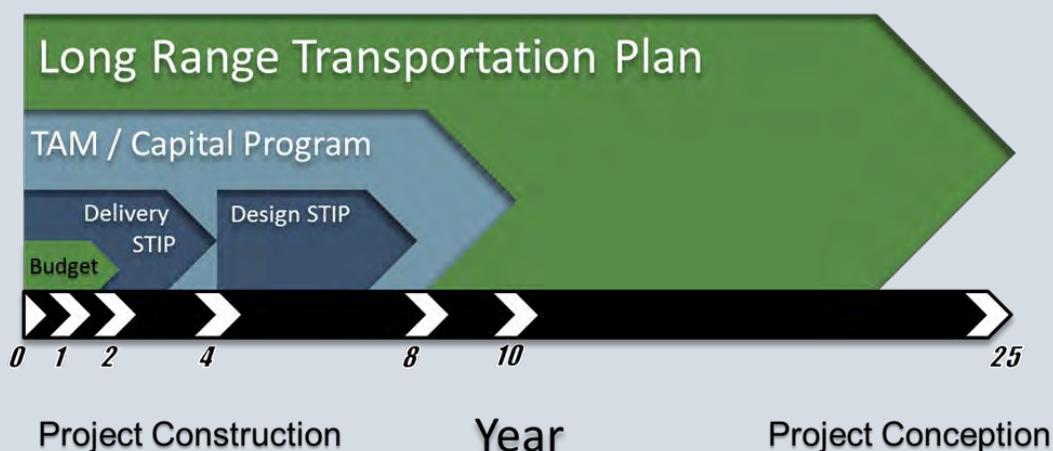 Long Range Transportation Plan
TAM / Capital Program
Delivery
STIP
Design STIP
Budget
0 1 2 4 8 10 25
Project Construction Year Project Conception